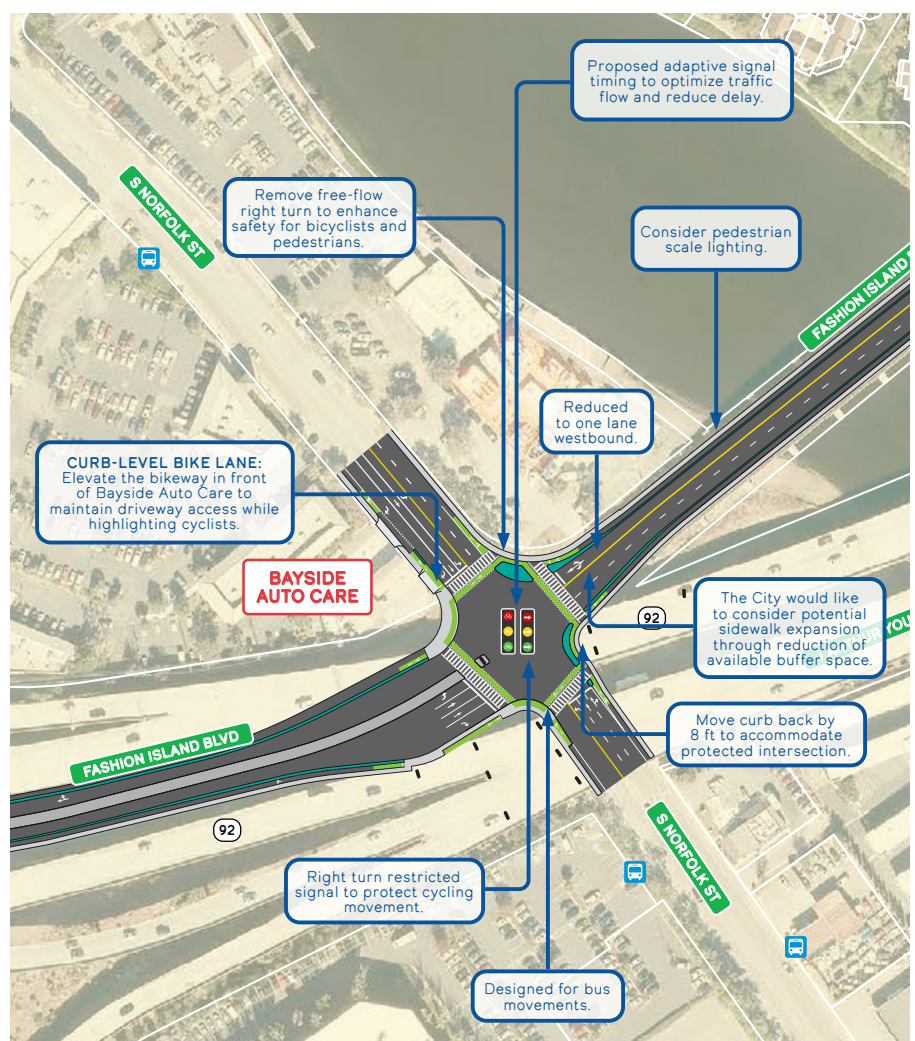 Proposed adaptive signal
timing to optimize traffic
flow and reduce delay.
S NORFOLK ST
Remove free-flow
right turn to enhance
safety for bicyclists and
pedestrians.
Consider pedestrian
scale lighting.
FASHION ISLAND
Reduced
to one lane
westbound.
CURB-LEVEL BIKE LANE:
Elevate the bikeway in front
of Bayside Auto Care to
maintain driveway access while
highlighting cyclists.
BAYSIDE
AUTO CARE
92
The City would like
to consider potential
sidewalk expansion
through reduction of
available buffer space.
YOU
Move curb back by
8 ft to accommodate
protected intersection.
FASHION ISLAND BLVD
92
S NORFOLK ST
Right turn restricted
signal to protect cycling
movement.
Designed for bus
movements.